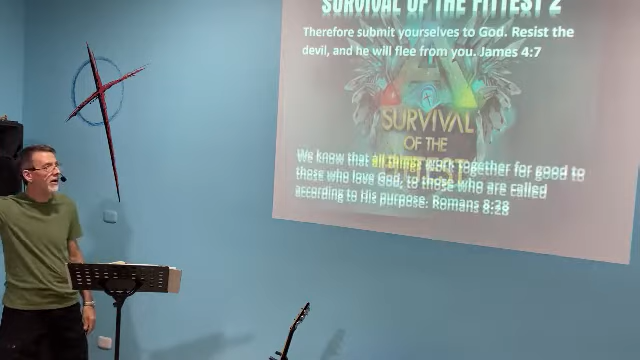 SURVIVAL OF THE FITTEST 2
Therefore submit yourselves to God. Resist the
devil, and he will flee from you. James 4:7
SURVIVAL
OF THE
We know that all things work together for good to
those who love God, to those who are called
according to His purpose. Romans 8:28